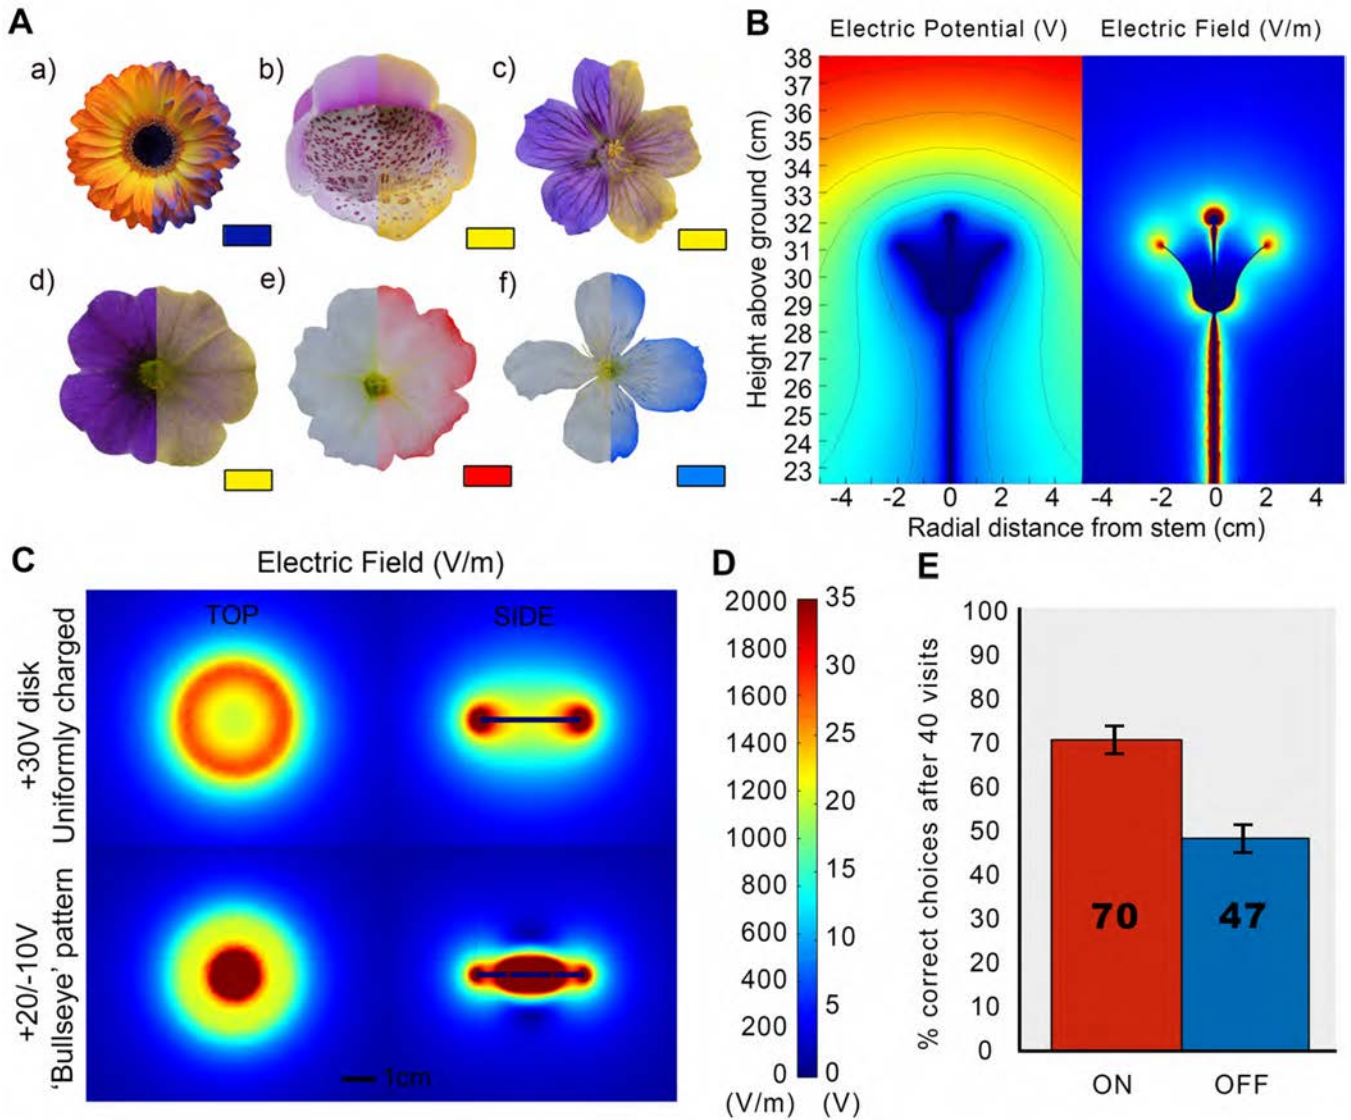 A
a)
b)
c)
d)
e)
f)
B
Electric Potential (V)
Electric Field (V/m)
Height above ground (cm)
38
37
36
35
34
33
32
31
30
29
28
27
26
25
24
23
-4 -2 0 2 4
-4 -2 0 2 4
Radial distance from stem (cm)
C
Electric Field (V/m)
TOP
SIDE
+30V disk
Uniformly charged
+20/-10V
'Bullseye' pattern
1cm
D
2000
1800
1600
1400
1200
1000
800
600
400
200
0
(V/m)
35
30
25
20
15
10
5
0
(V)
E
% correct choices after 40 visits
100
90
80
70
60
50
40
30
20
10
0
70
47
ON
OFF